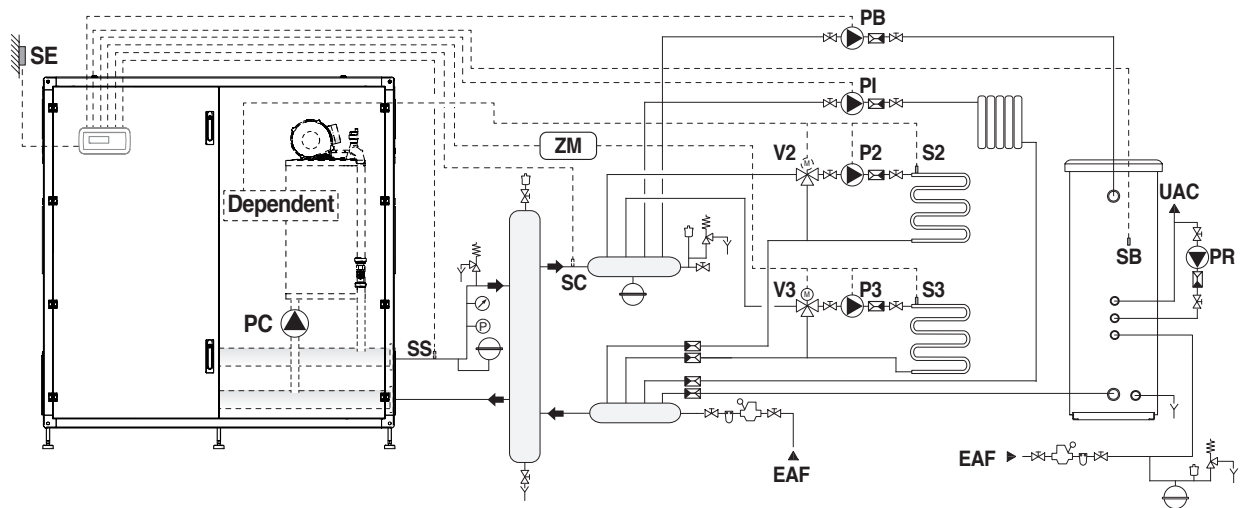 PB
SE
PI
ZM
V2
P2
S2
UAC
Dependent
SB
PR
SC
V3
P3
S3
PC
SS
P
M
M
EAF
EAF